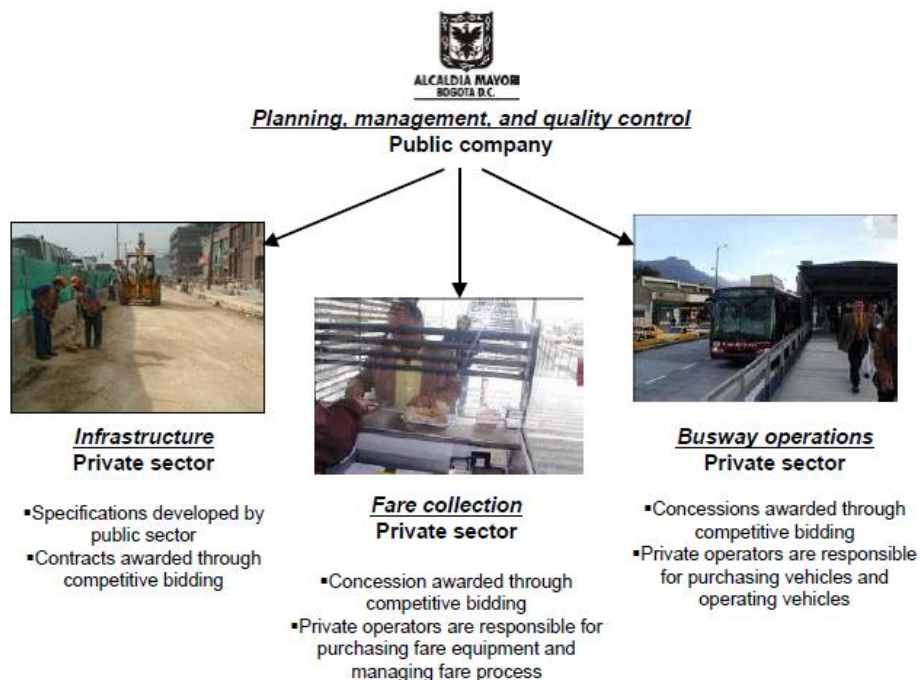 ALCALDIA MAYOR
BOGOTA D.C.
Planning, management, and quality control
Public company
Infrastructure
Private sector
▪Specifications developed by
public sector
▪Contracts awarded through
competitive bidding
Fare collection
Private sector
▪Concession awarded through
competitive bidding
▪Private operators are responsible for
purchasing fare equipment and
managing fare process
Busway operations
Private sector
▪Concessions awarded through
competitive bidding
▪Private operators are responsible
for purchasing vehicles and
operating vehicles